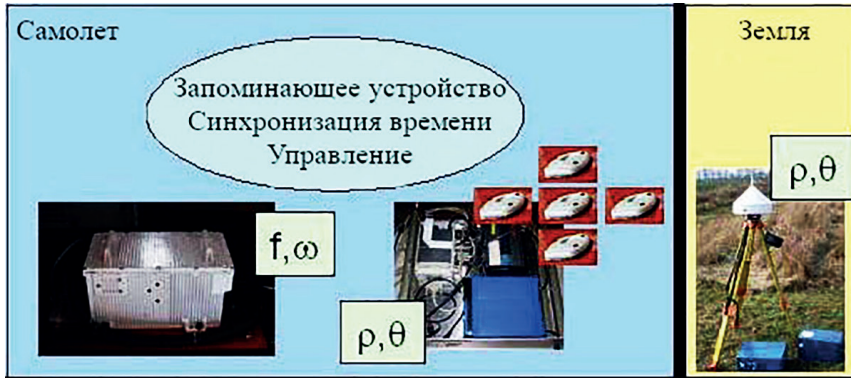 Самолет
Земля
Запоминающее устройство
Синхронизация времени
Управление
ρ,θ
f,ω
ρ,θ